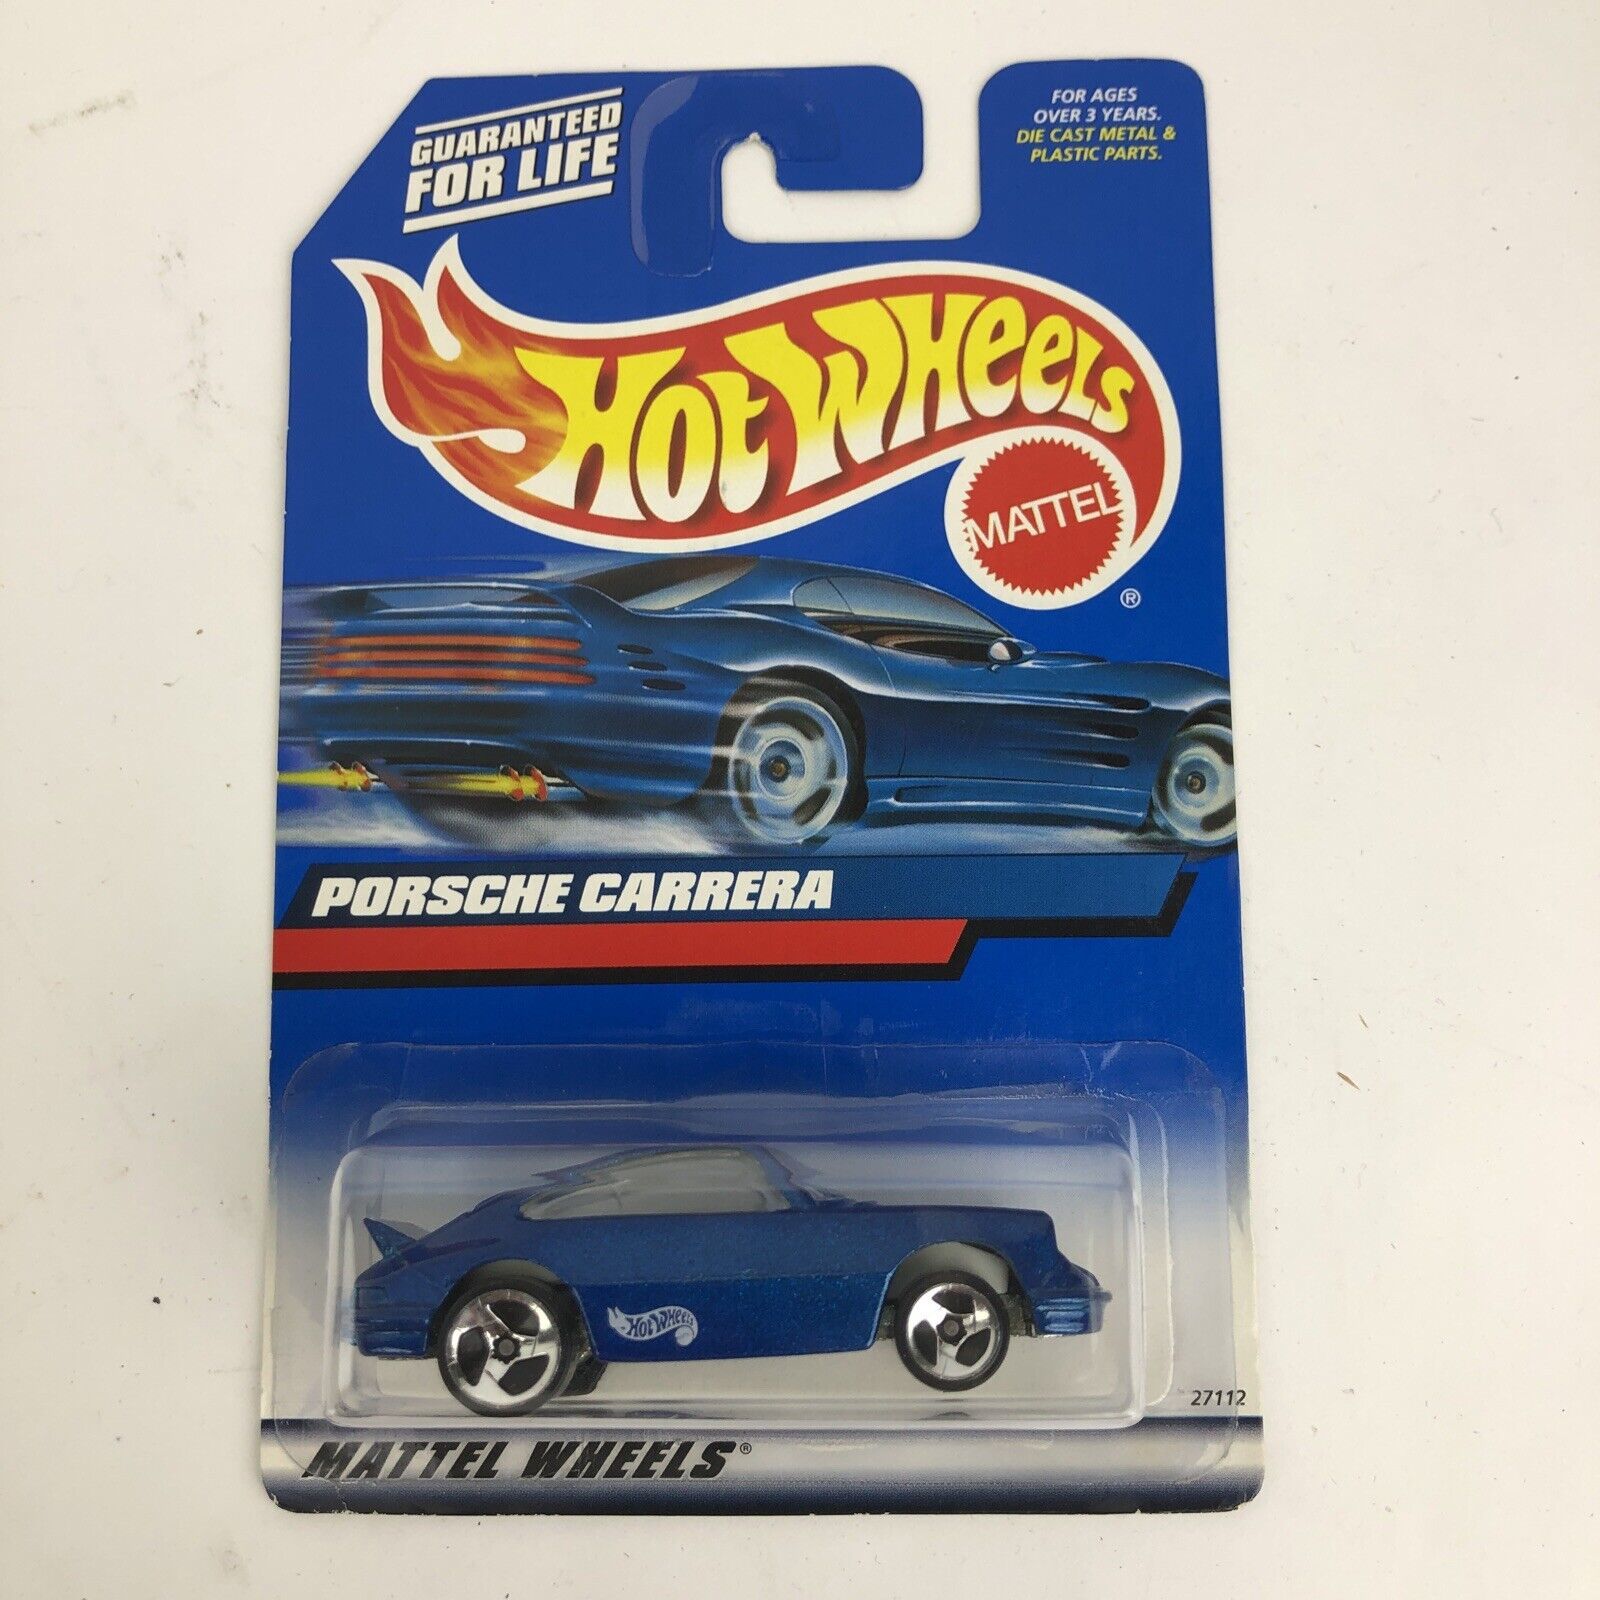 GUARANTEED
FOR LIFE
FOR AGES
OVER 3 YEARS.
DIE CAST METAL &
PLASTIC PARTS.
HOT WHEELS
MATTEL
®
PORSCHE CARRERA
HOT WHEELS
27112
MATTEL WHEELS®